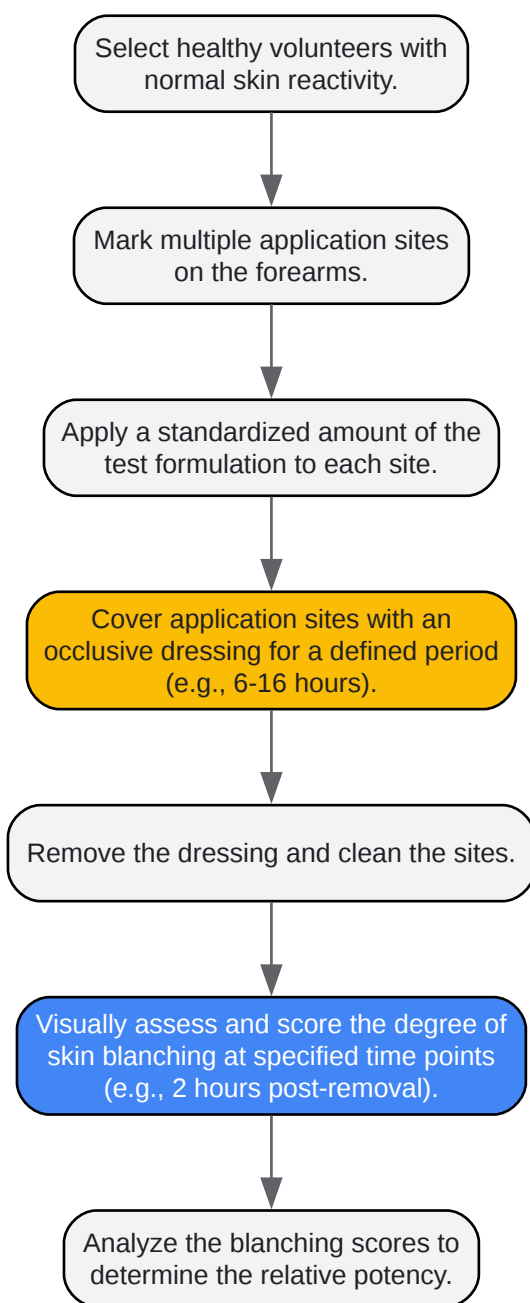 Select healthy volunteers with
normal skin reactivity.
Mark multiple application sites
on the forearms.
Apply a standardized amount of the
test formulation to each site.
Cover application sites with an
occlusive dressing for a defined period
(e.g., 6-16 hours).
Remove the dressing and clean the sites.
Visually assess and score the degree of
skin blanching at specified time points
(e.g., 2 hours post-removal).
Analyze the blanching scores to
determine the relative potency.